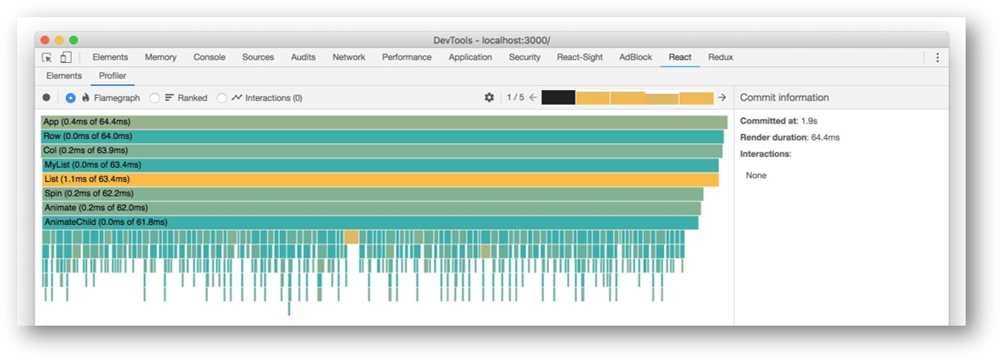 DevTools - localhost:3000/
Elements Memory Console Sources Audits Network Performance Application Security React-Sight AdBlock React Redux
Elements Profiler
Flamegraph Ranked Interactions (0) 1 / 5 Commit information
App (0.4ms of 64.4ms)
Row (0.0ms of 64.0ms)
Col (0.2ms of 63.9ms)
MyList (0.0ms of 63.4ms)
List (1.1ms of 63.4ms)
Spin (0.2ms of 62.2ms)
Animate (0.2ms of 62.0ms)
AnimateChild (0.0ms of 61.8ms)
Committed at: 1.9s
Render duration: 64.4ms
Interactions:
None